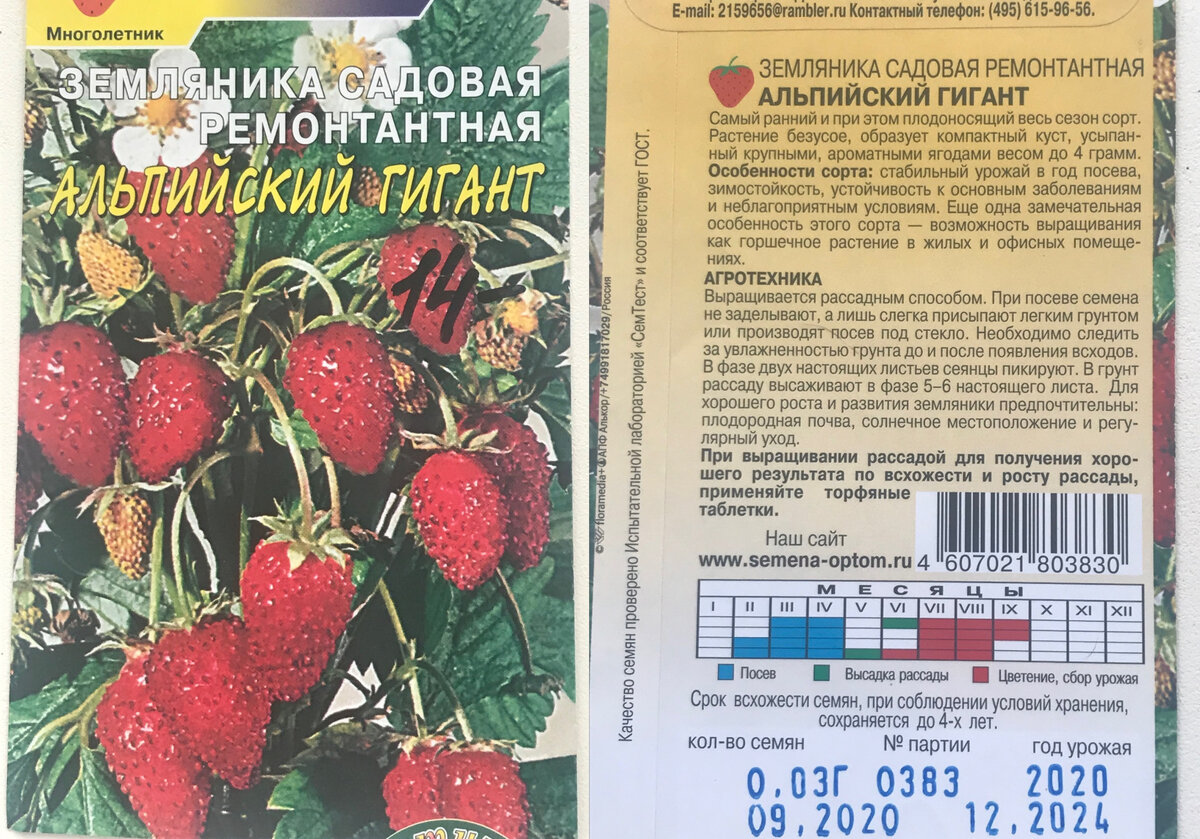 Многолетник
ЗЕМЛЯНИКА САДОВАЯ
РЕМОНТАНТНАЯ
АЛЬПИЙСКИЙ ГИГАНТ
14-
© floramedia+© АПФ Алькор/+74991817029/Россия
Качество семян проверено Испытательной лабораторией «СемТест» и соответствует ГОСТ.
E-mail: 2159656@rambler.ru Контактный телефон: (495) 615-96-56.
ЗЕМЛЯНИКА САДОВАЯ РЕМОНТАНТНАЯ
АЛЬПИЙСКИЙ ГИГАНТ
Самый ранний и при этом плодоносящий весь сезон сорт.
Растение безусое, образует компактный куст, усыпан-
ный крупными, ароматными ягодами весом до 4 грамм.
Особенности сорта: стабильный урожай в год посева,
зимостойкость, устойчивость к основным заболеваниям
и неблагоприятным условиям. Еще одна замечательная
особенность этого сорта — возможность выращивания
как горшечное растение в жилых и офисных помеще-
ниях.
АГРОТЕХНИКА
Выращивается рассадным способом. При посеве семена
не заделывают, а лишь слегка присыпают легким грунтом
или производят посев под стекло. Необходимо следить
за увлажненностью грунта до и после появления всходов.
В фазе двух настоящих листьев сеянцы пикируют. В грунт
рассаду высаживают в фазе 5–6 настоящего листа. Для
хорошего роста и развития земляники предпочтительны:
плодородная почва, солнечное местоположение и регу-
лярный уход.
При выращивании рассадой для получения хоро-
шего результата по всхожести и росту рассады,
применяйте торфяные
таблетки.
Наш сайт
www.semena-optom.ru
4 607021 803830
МЕСЯЦЫ
I II III IV V VI VII VIII IX X XI XII
Посев Высадка рассады Цветение, сбор урожая
Срок всхожести семян, при соблюдении условий хранения,
сохраняется до 4-х лет.
кол-во семян № партии год урожая
0,03Г 0383 2020
09,2020 12,2024